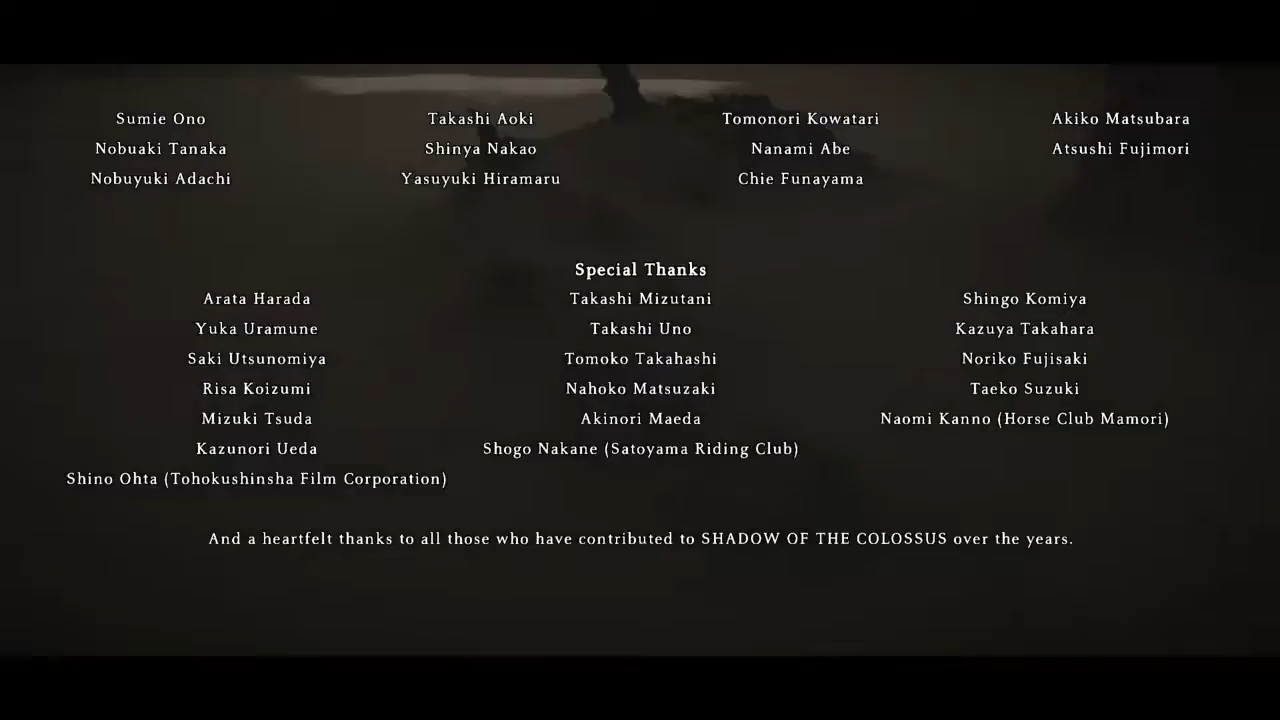 Sumie Ono Takashi Aoki Tomonori Kowatari Akiko Matsubara
Nobuaki Tanaka Shinya Nakao Nanami Abe Atsushi Fujimori
Nobuyuki Adachi Yasuyuki Hiramaru Chie Funayama
Special Thanks
Arata Harada Takashi Mizutani Shingo Komiya
Yuka Uramune Takashi Uno Kazuya Takahara
Saki Utsunomiya Tomoko Takahashi Noriko Fujisaki
Risa Koizumi Nahoko Matsuzaki Taeko Suzuki
Mizuki Tsuda Akinori Maeda Naomi Kanno (Horse Club Mamori)
Kazunori Ueda Shogo Nakane (Satoyama Riding Club)
Shino Ohta (Tohokushinsha Film Corporation)
And a heartfelt thanks to all those who have contributed to SHADOW OF THE COLOSSUS over the years.